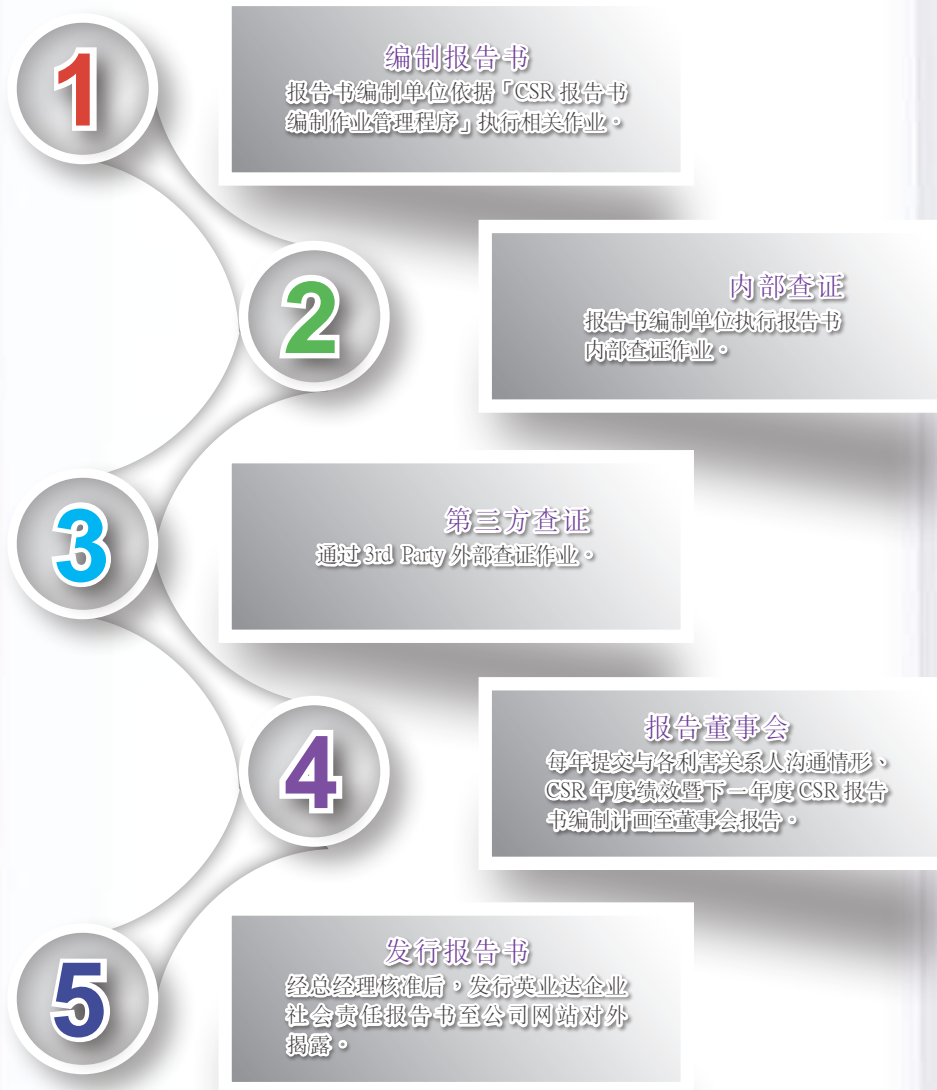 1
编制报告书
报告书编制单位依据「CSR 报告书
编制作业管理程序」执行相关作业。
2
内部查证
报告书编制单位执行报告书
内部查证作业。
3
第三方查证
通过 3rd Party 外部查证作业。
4
报告董事会
每年提交与各利害关系人沟通情形、
CSR 年度绩效暨下一年度 CSR 报告
书编制计画至董事会报告。
5
发行报告书
经总经理核准后，发行英业达企业
社会责任报告书至公司网站对外
揭露。